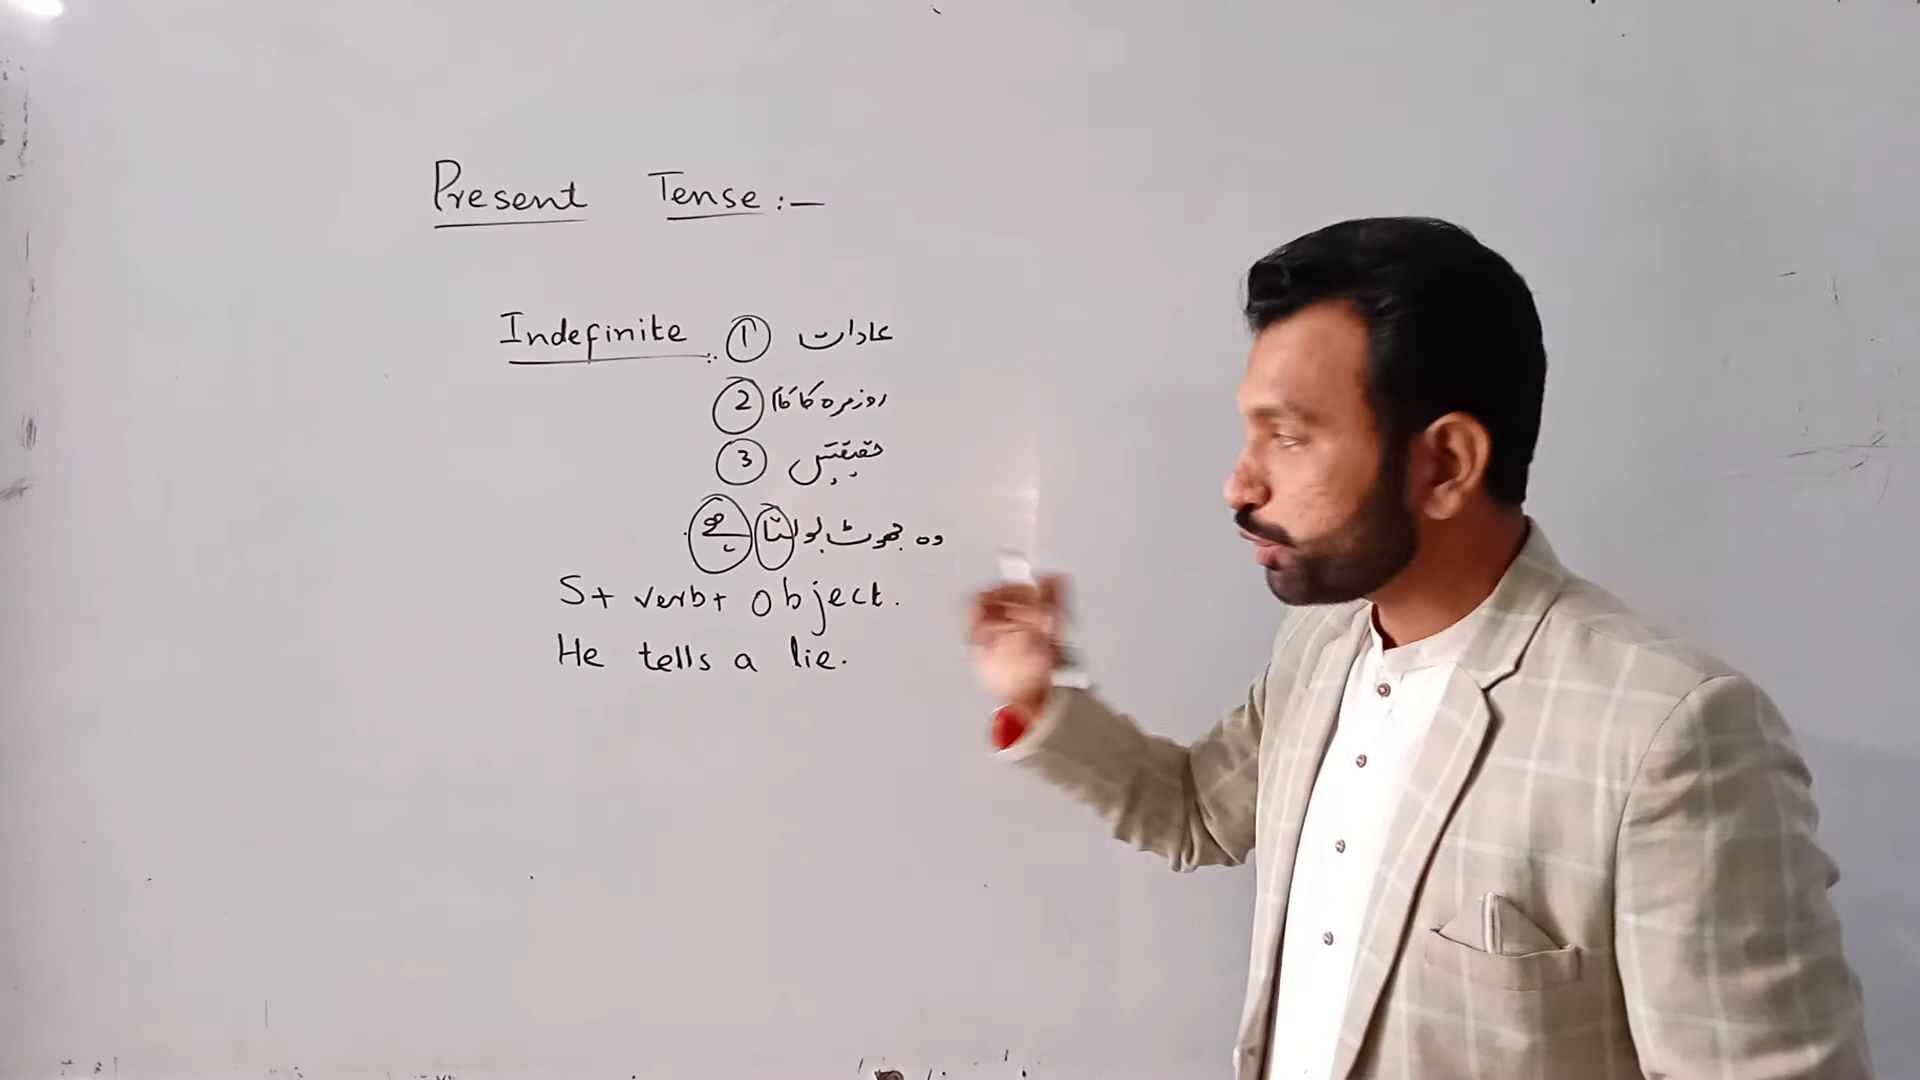 Present Tense :-
Indefinite :- 1 عادات
2 روزمرہ کا کام
3 حقیقتیں
وہ جھوٹ بولتا ہے
S+ verb+ Object.
He tells a lie.